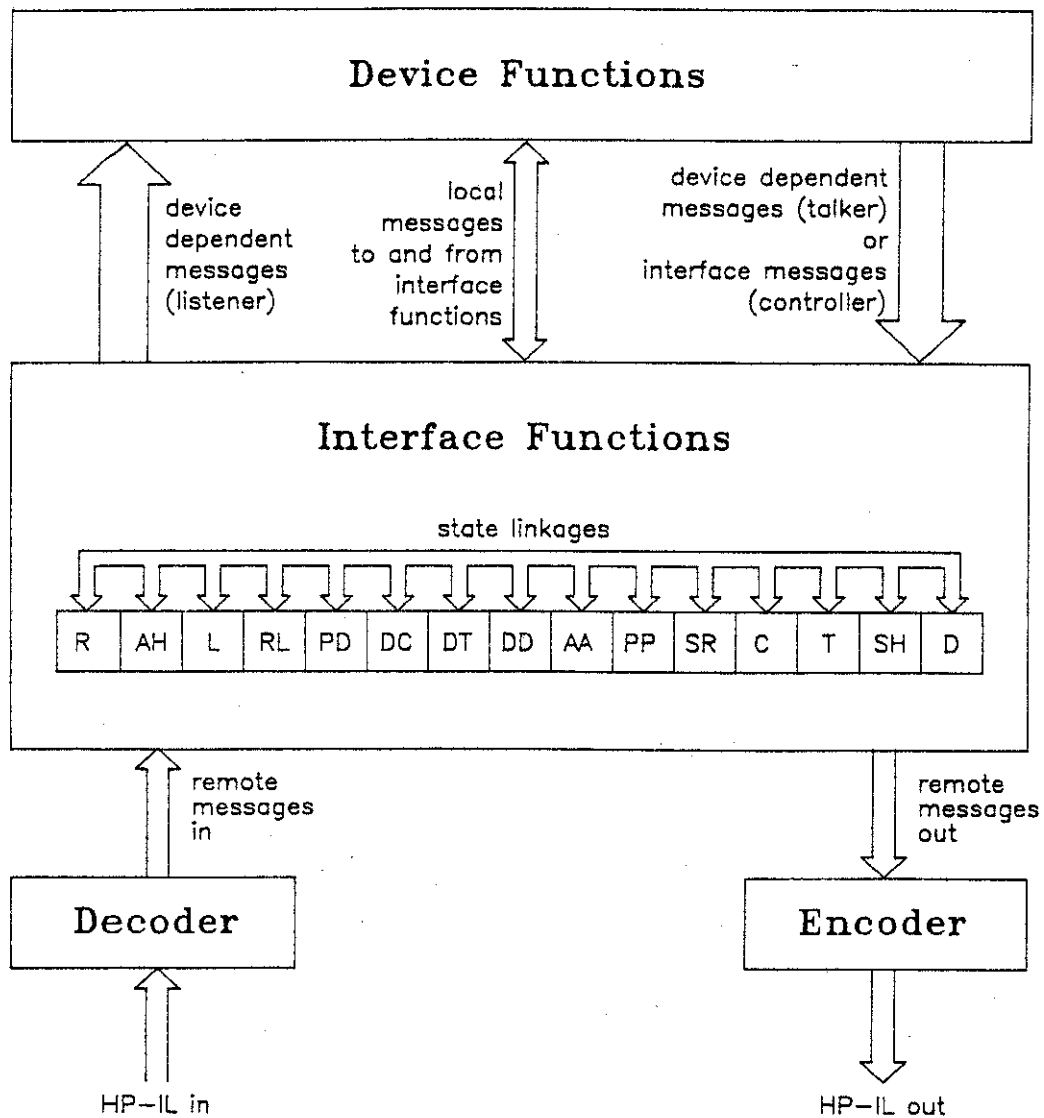 Device Functions
device
dependent
messages
(listener)
local
messages
to and from
interface
functions
device dependent
messages (talker)
or
interface messages
(controller)
Interface Functions
state linkages
R AH L RL PD DC DT DD AA PP SR C T SH D
remote
messages
in
remote
messages
out
Decoder
Encoder
HP-IL in
HP-IL out